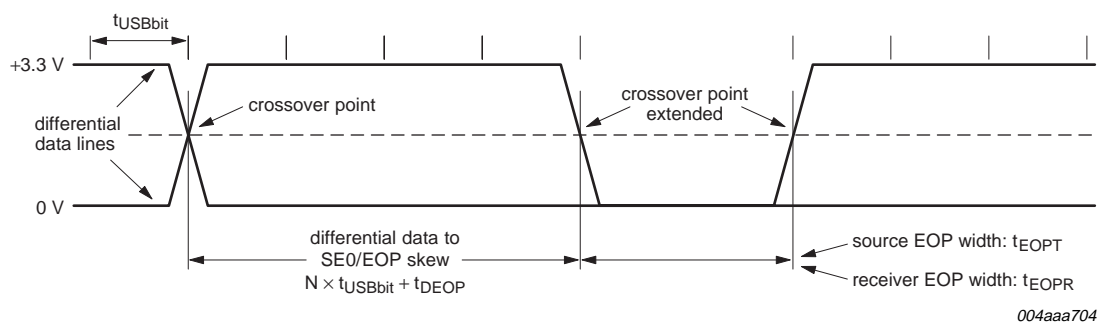 tUSBbit
+3.3 V
crossover point
crossover point
extended
differential
data lines
0 V
differential data to
SE0/EOP skew
N × tUSBbit + tDEOP
source EOP width: tEOPT
receiver EOP width: tEOPR
004aaa704